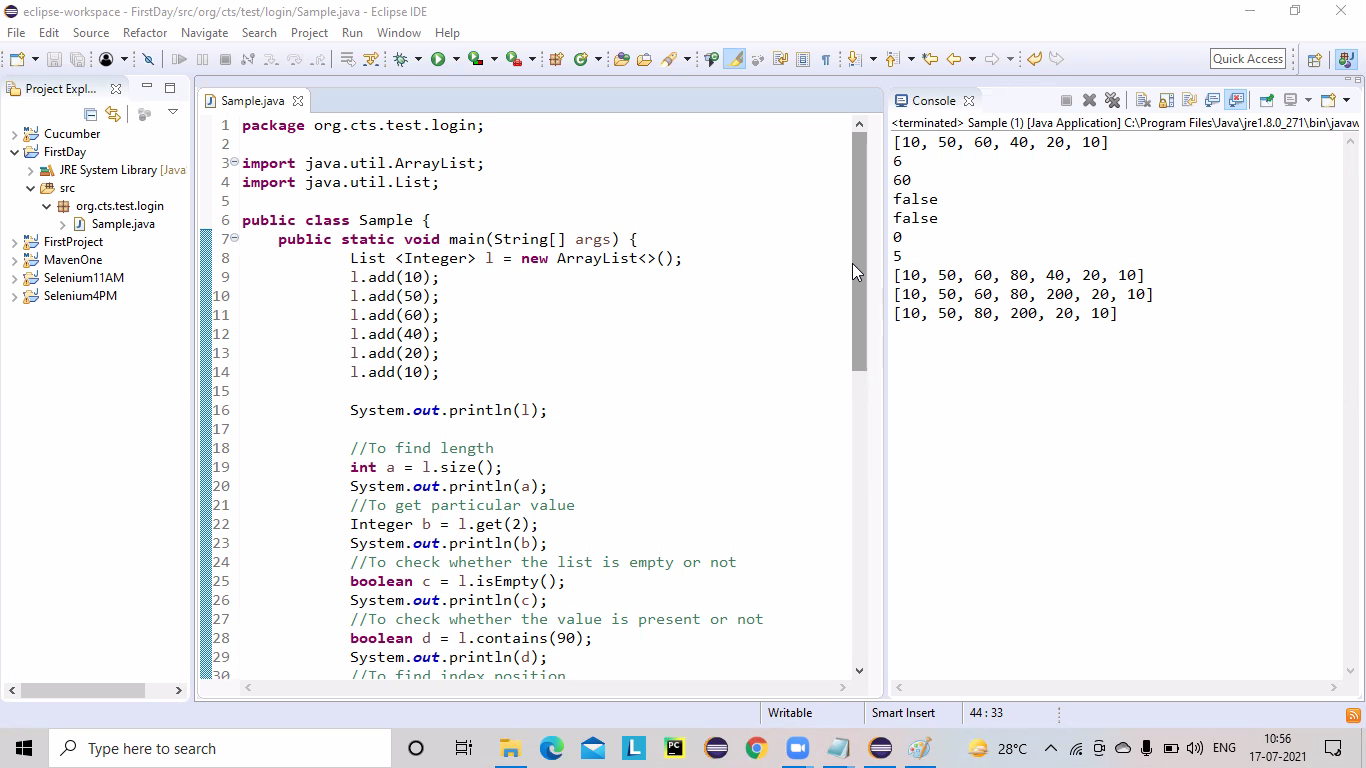 eclipse-workspace - FirstDay/src/org/cts/test/login/Sample.java - Eclipse IDE
File Edit Source Refactor Navigate Search Project Run Window Help
Quick Access
Project Expl...
Cucumber
FirstDay
JRE System Library [Java
src
org.cts.test.login
Sample.java
FirstProject
MavenOne
Selenium11AM
Selenium4PM
Sample.java
1 package org.cts.test.login;
2
3 import java.util.ArrayList;
4 import java.util.List;
5
6 public class Sample {
7 public static void main(String[] args) {
8 List <Integer> l = new ArrayList<>();
9 l.add(10);
10 l.add(50);
11 l.add(60);
12 l.add(40);
13 l.add(20);
14 l.add(10);
15
16 System.out.println(l);
17
18 //To find length
19 int a = l.size();
20 System.out.println(a);
21 //To get particular value
22 Integer b = l.get(2);
23 System.out.println(b);
24 //To check whether the list is empty or not
25 boolean c = l.isEmpty();
26 System.out.println(c);
27 //To check whether the value is present or not
28 boolean d = l.contains(90);
29 System.out.println(d);
30 //To find index position
Console
<terminated> Sample (1) [Java Application] C:\Program Files\Java\jre1.8.0_271\bin\javaw
[10, 50, 60, 40, 20, 10]
6
60
false
false
0
5
[10, 50, 60, 80, 40, 20, 10]
[10, 50, 60, 80, 200, 20, 10]
[10, 50, 80, 200, 20, 10]
Writable Smart Insert 44 : 33
Type here to search
L
PC
28°C
ENG
10:56
17-07-2021